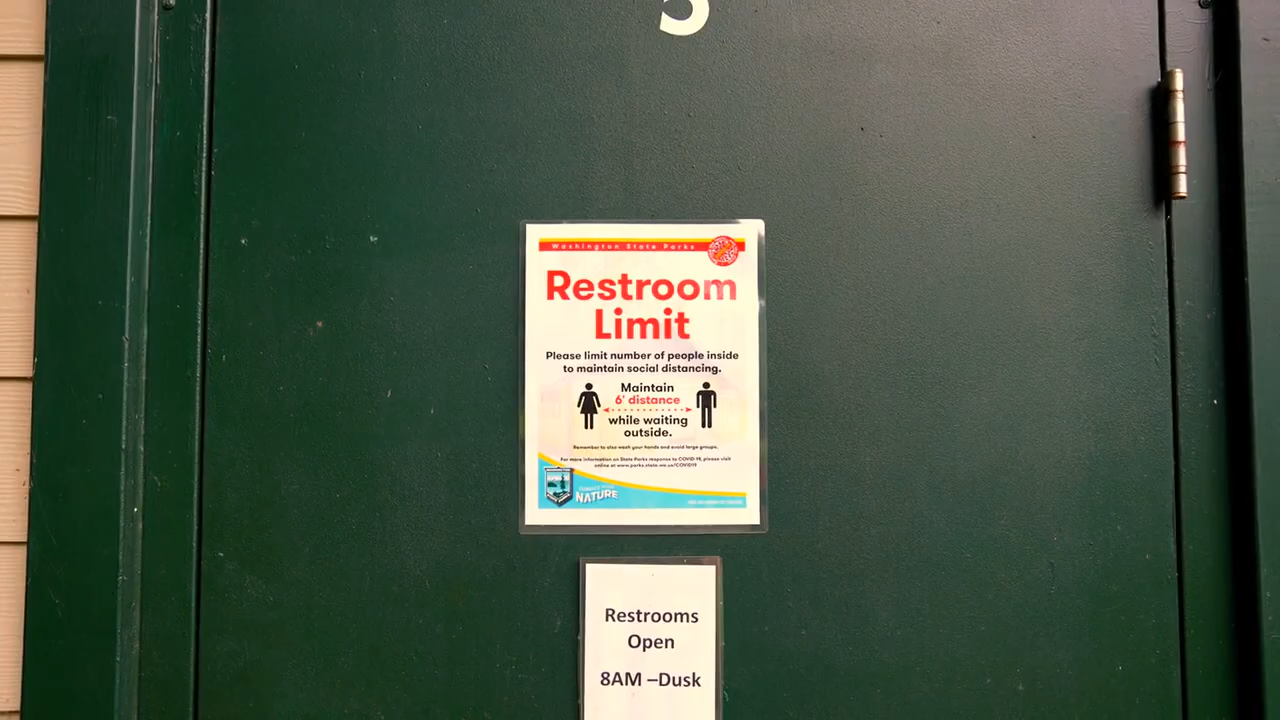 Washington State Parks
Restroom
Limit
Please limit number of people inside
to maintain social distancing.
Maintain
6' distance
while waiting
outside.
Remember to also wash your hands and avoid large groups.
For more information on State Parks response to COVID-19, please visit
online at www.parks.state.wa.us/COVID19
NATURE
Restrooms
Open
8AM –Dusk